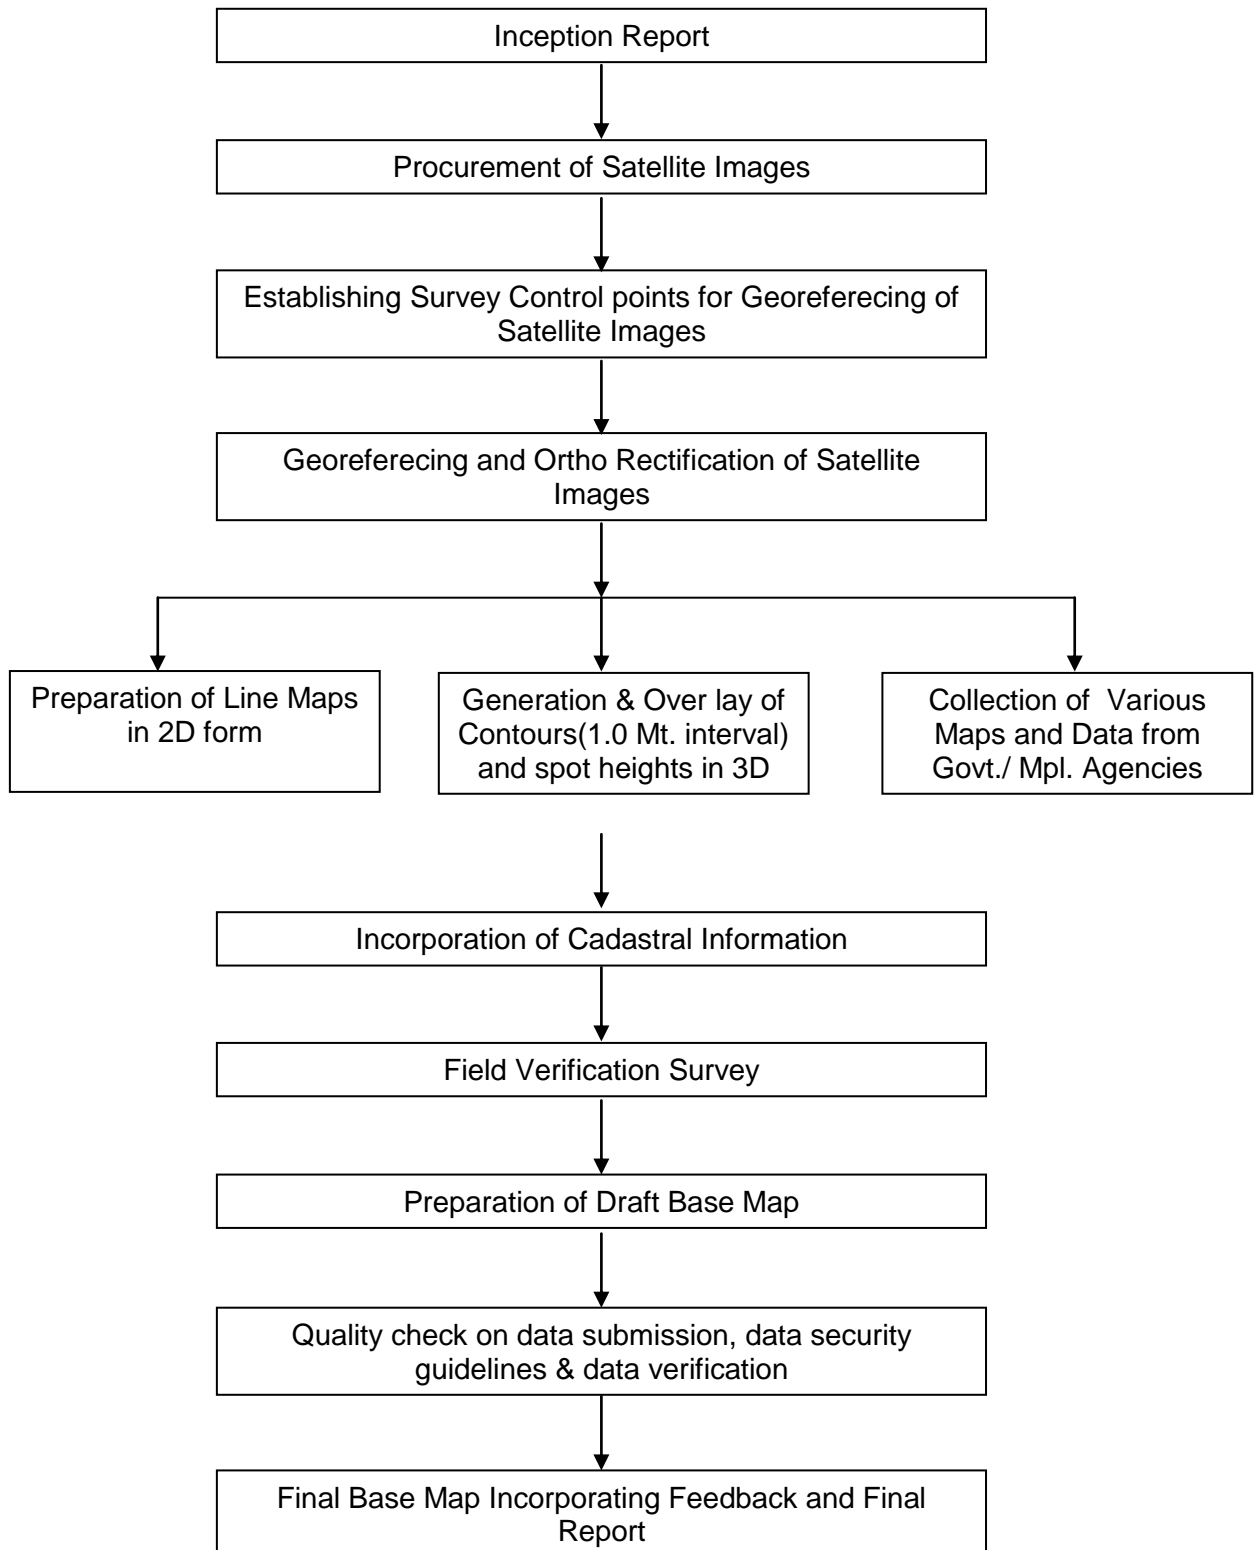 Inception Report
Procurement of Satellite Images
Establishing Survey Control points for Georeferecing of
Satellite Images
Georeferecing and Ortho Rectification of Satellite
Images
Preparation of Line Maps
in 2D form
Generation & Over lay of
Contours(1.0 Mt. interval)
and spot heights in 3D
Collection of  Various
Maps and Data from
Govt./ Mpl. Agencies
Incorporation of Cadastral Information
Field Verification Survey
Preparation of Draft Base Map
Quality check on data submission, data security
guidelines & data verification
Final Base Map Incorporating Feedback and Final
Report